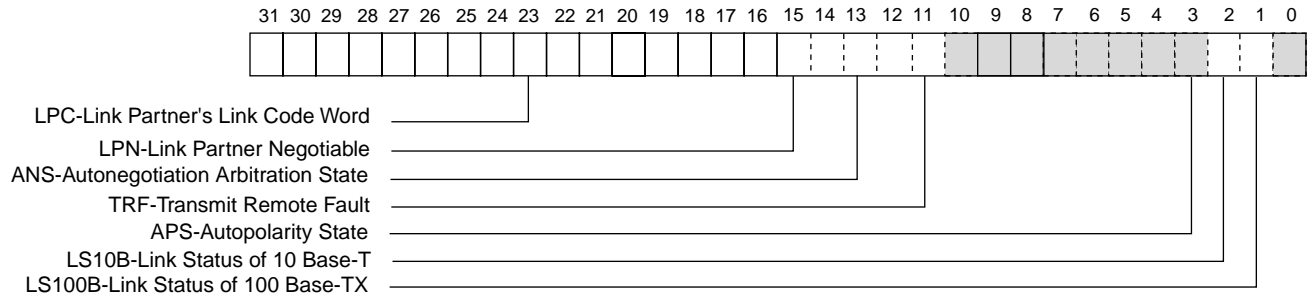 31 30 29 28 27 26 25 24 23 22 21 20 19 18 17 16 15 14 13 12 11 10 9 8 7 6 5 4 3 2 1 0
LPC-Link Partner's Link Code Word
LPN-Link Partner Negotiable
ANS-Autonegotiation Arbitration State
TRF-Transmit Remote Fault
APS-Autopolarity State
LS10B-Link Status of 10 Base-T
LS100B-Link Status of 100 Base-TX